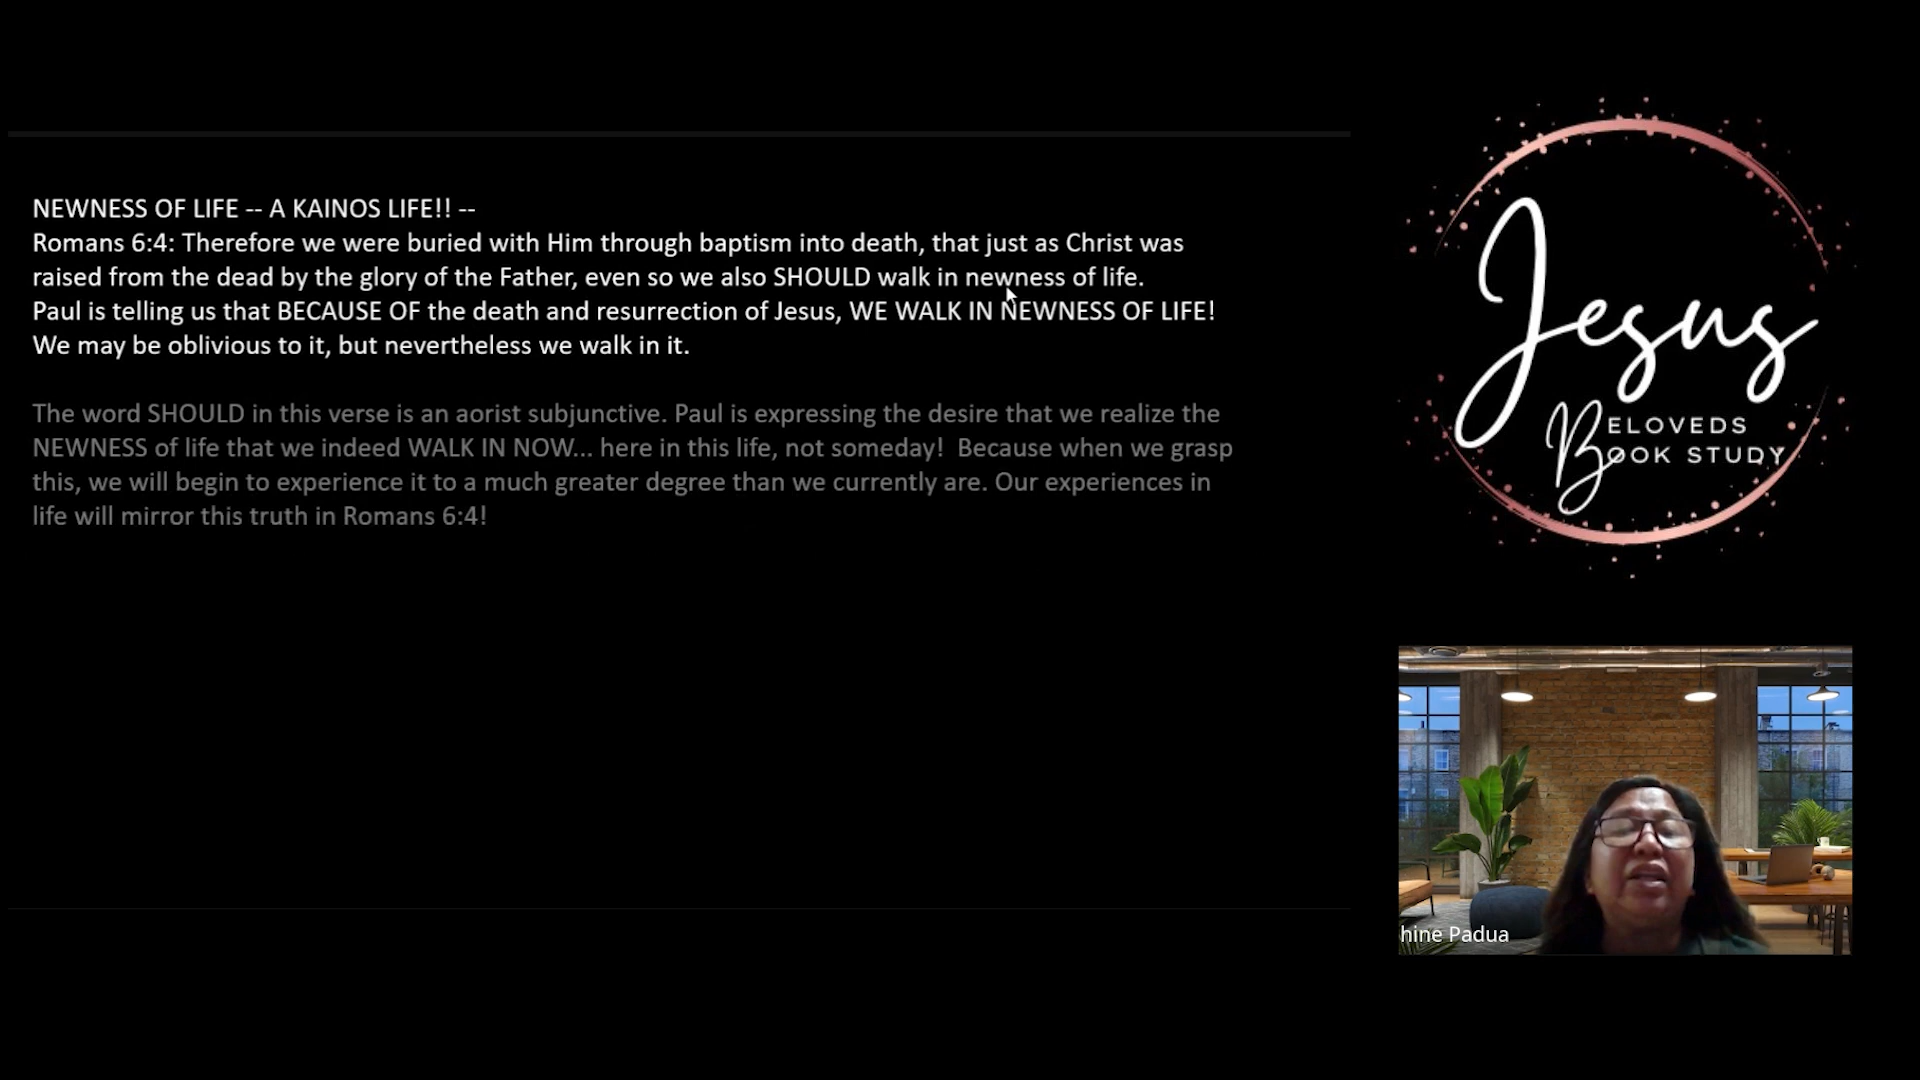 NEWNESS OF LIFE -- A KAINOS LIFE!! --
Romans 6:4: Therefore we were buried with Him through baptism into death, that just as Christ was
raised from the dead by the glory of the Father, even so we also SHOULD walk in newness of life.
Paul is telling us that BECAUSE OF the death and resurrection of Jesus, WE WALK IN NEWNESS OF LIFE!
We may be oblivious to it, but nevertheless we walk in it.
The word SHOULD in this verse is an aorist subjunctive. Paul is expressing the desire that we realize the
NEWNESS of life that we indeed WALK IN NOW... here in this life, not someday!  Because when we grasp
this, we will begin to experience it to a much greater degree than we currently are. Our experiences in
life will mirror this truth in Romans 6:4!
Jesus
BELOVEDS
BOOK STUDY
hine Padua